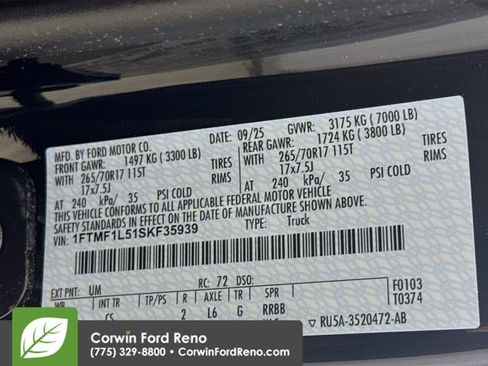 MFD. BY FORD MOTOR CO. DATE: 09/25 GVWR: 3175 KG ( 7000 LB)
FRONT GAWR: 1497 KG ( 3300 LB) REAR GAWR: 1724 KG ( 3800 LB)
WITH 265/70R17 115T TIRES WITH 265/70R17 115T TIRES
17x7.5J RIMS 17x7.5J RIMS
AT 240 kPa/ 35 PSI COLD AT 240 kPa/ 35 PSI COLD
THIS VEHICLE CONFORMS TO ALL APPLICABLE FEDERAL MOTOR VEHICLE
SAFETY STANDARDS IN EFFECT ON THE DATE OF MANUFACTURE SHOWN ABOVE.
VIN: 1FTMF1L51SKF35939 TYPE: Truck
EXT PNT: UM RC: 72 DSO: F0103
INT TR TP/PS R AXLE TR SPR T0374
CS 2 L6 G RRBB
RU5A-3520472-AB
Corwin Ford Reno
(775) 329-8800 • CorwinFordReno.com